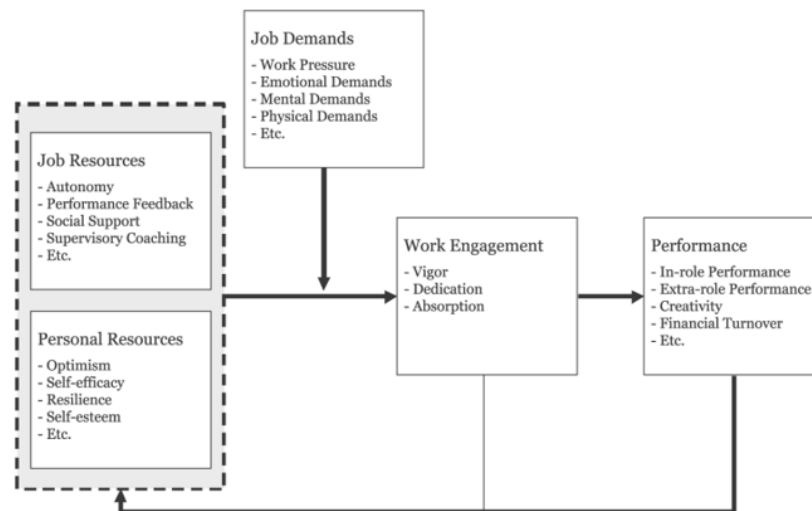 Job Demands
- Work Pressure
- Emotional Demands
- Mental Demands
- Physical Demands
- Etc.
Job Resources
- Autonomy
- Performance Feedback
- Social Support
- Supervisory Coaching
- Etc.
Personal Resources
- Optimism
- Self-efficacy
- Resilience
- Self-esteem
- Etc.
Work Engagement
- Vigor
- Dedication
- Absorption
Performance
- In-role Performance
- Extra-role Performance
- Creativity
- Financial Turnover
- Etc.